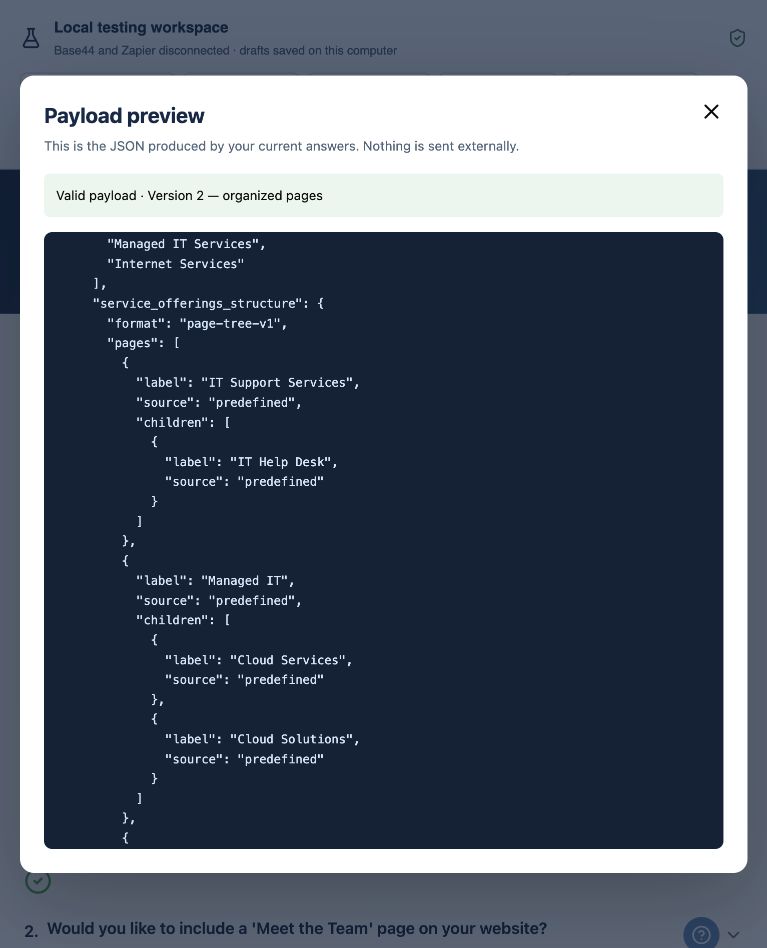 Local testing workspace
Base44 and Zapier disconnected · drafts saved on this computer
Payload preview
This is the JSON produced by your current answers. Nothing is sent externally.
Valid payload · Version 2 — organized pages
"Managed IT Services",
"Internet Services"
],
"service_offerings_structure": {
"format": "page-tree-v1",
"pages": [
{
"label": "IT Support Services",
"source": "predefined",
"children": [
{
"label": "IT Help Desk",
"source": "predefined"
}
]
},
{
"label": "Managed IT",
"source": "predefined",
"children": [
{
"label": "Cloud Services",
"source": "predefined"
},
{
"label": "Cloud Solutions",
"source": "predefined"
}
]
},
{
2. Would you like to include a 'Meet the Team' page on your website?